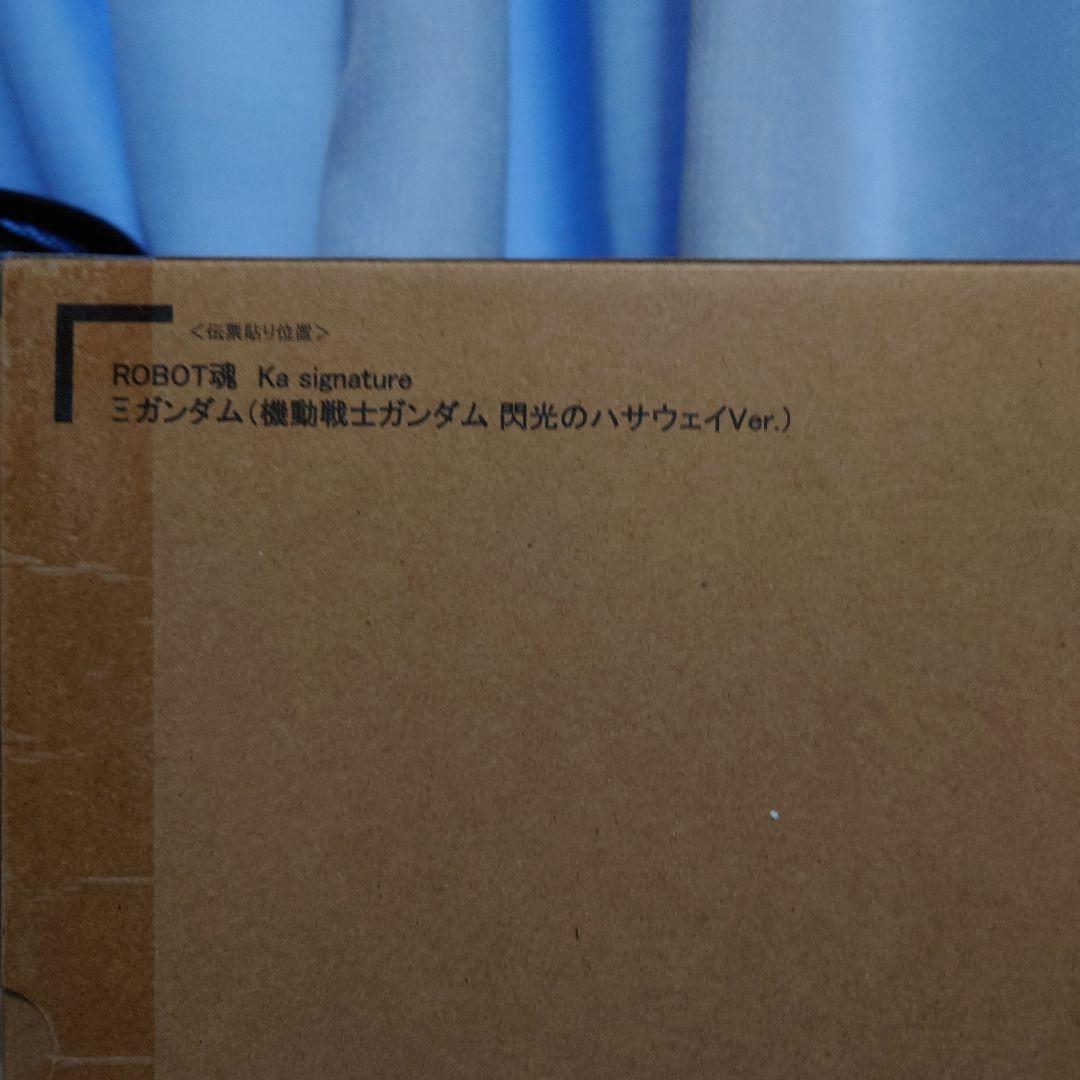 <伝票貼り位置>
ROBOT魂 Ka signature
Ξガンダム(機動戦士ガンダム 閃光のハサウェイVer.)